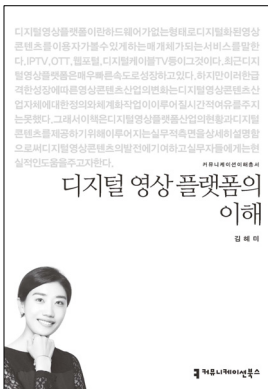 디지털영상플랫폼이란하드웨어가없는형태로디지털화된영상
콘텐츠를이용자가볼수있게하는매개체가되는서비스를말한
다.IPTV,OTT,웹포털,디지털케이블TV등이그것이다.최근디지
털영상플랫폼은매우빠른속도로성장하고있다.하지만이러한급
격한성장에따른영상콘텐츠산업의변화는디지털영상플랫폼산
업자체에대한정의와체계화작업이이루어질시간적여유를주지
는못했다.그래서이책은디지털영상플랫폼산업의현황과디지털
콘텐츠를제공하기위해이루어지는실무적측면을상세히설명함
으로써디지털영상콘텐츠의발전에기여하고실무자들에게는현
실적인도움을주고자한다.
커뮤니케이션이해총서
디지털 영상 플랫폼의
이해
김혜미
커뮤니케이션북스